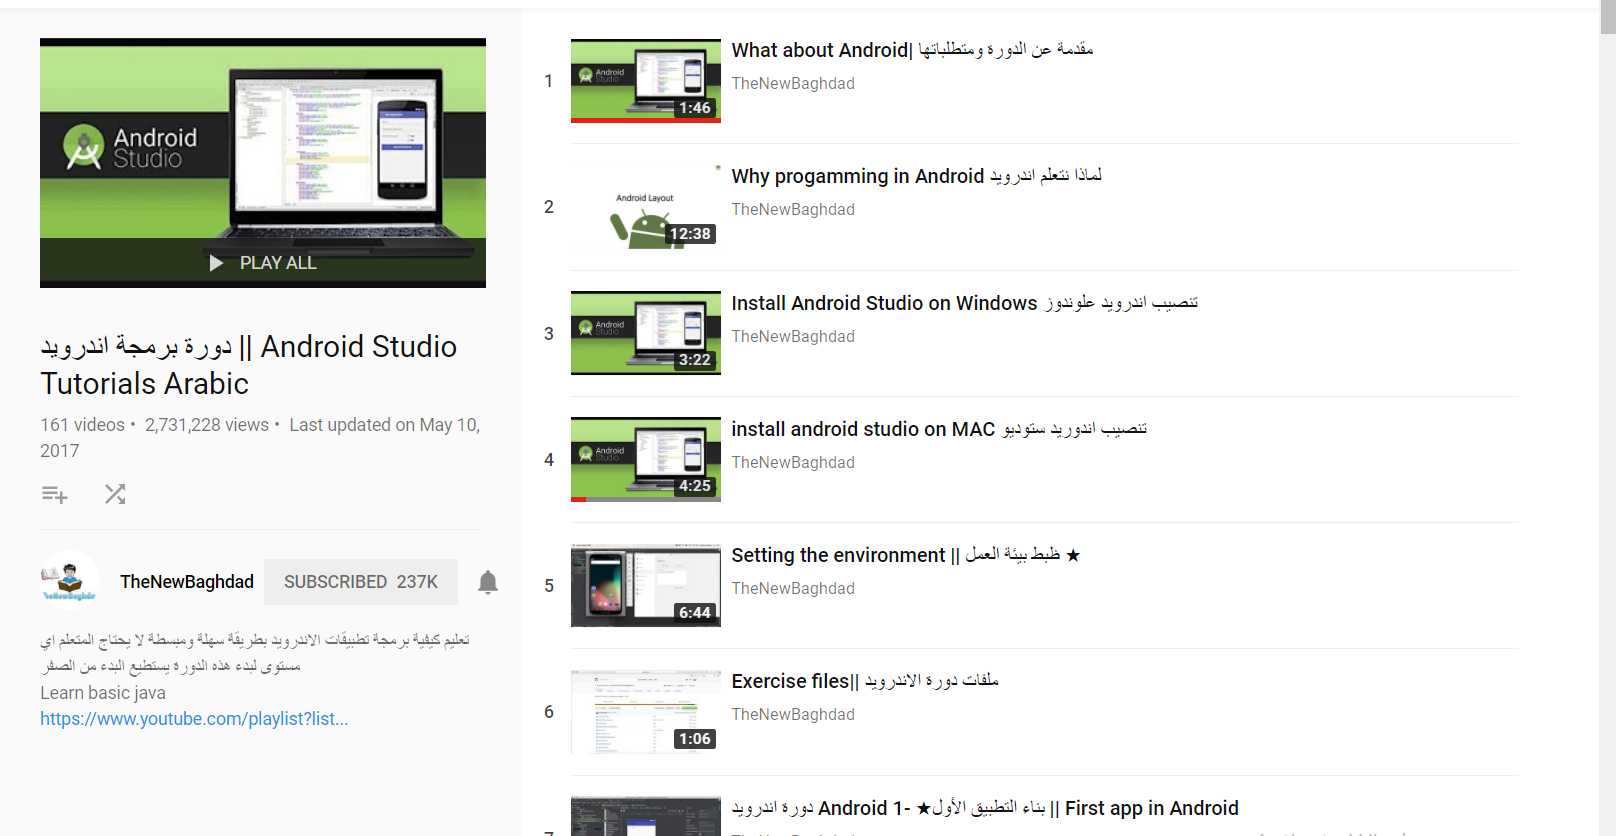 Android
Studio
PLAY ALL
دورة برمجة اندرويد || Android Studio
Tutorials Arabic
161 videos • 2,731,228 views • Last updated on May 10,
2017
TheNewBaghdad
SUBSCRIBED 237K
تعليم كيفية برمجة تطبيقات الاندرويد بطريقة سهلة ومبسطة لا يحتاج المتعلم اي
مستوى لبدء هذه الدورة يستطيع البدء من الصفر
Learn basic java
https://www.youtube.com/playlist?list...
1
Android
Studio
1:46
What about Android| مقدمة عن الدورة ومتطلباتها
TheNewBaghdad
2
Android Layout
12:38
Why progamming in Android لماذا نتعلم اندرويد
TheNewBaghdad
3
Android
Studio
3:22
Install Android Studio on Windows تنصيب اندرويد علوندوز
TheNewBaghdad
4
Android
Studio
4:25
install android studio on MAC تنصيب اندوريد ستوديو
TheNewBaghdad
5
6:44
Setting the environment || ظبط بيئة العمل ★
TheNewBaghdad
6
1:06
Exercise files|| ملفات دورة الاندرويد
TheNewBaghdad
دورة اندرويد Android 1- ★بناء التطبيق الأول || First app in Android